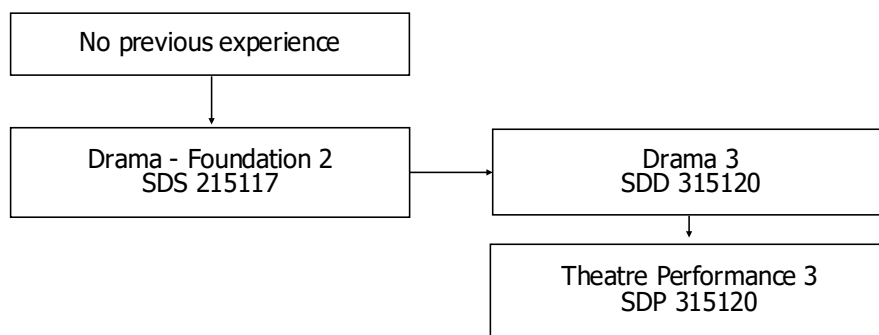 No previous experience
Drama - Foundation 2
SDS 215117
Drama 3
SDD 315120
Theatre Performance 3
SDP 315120